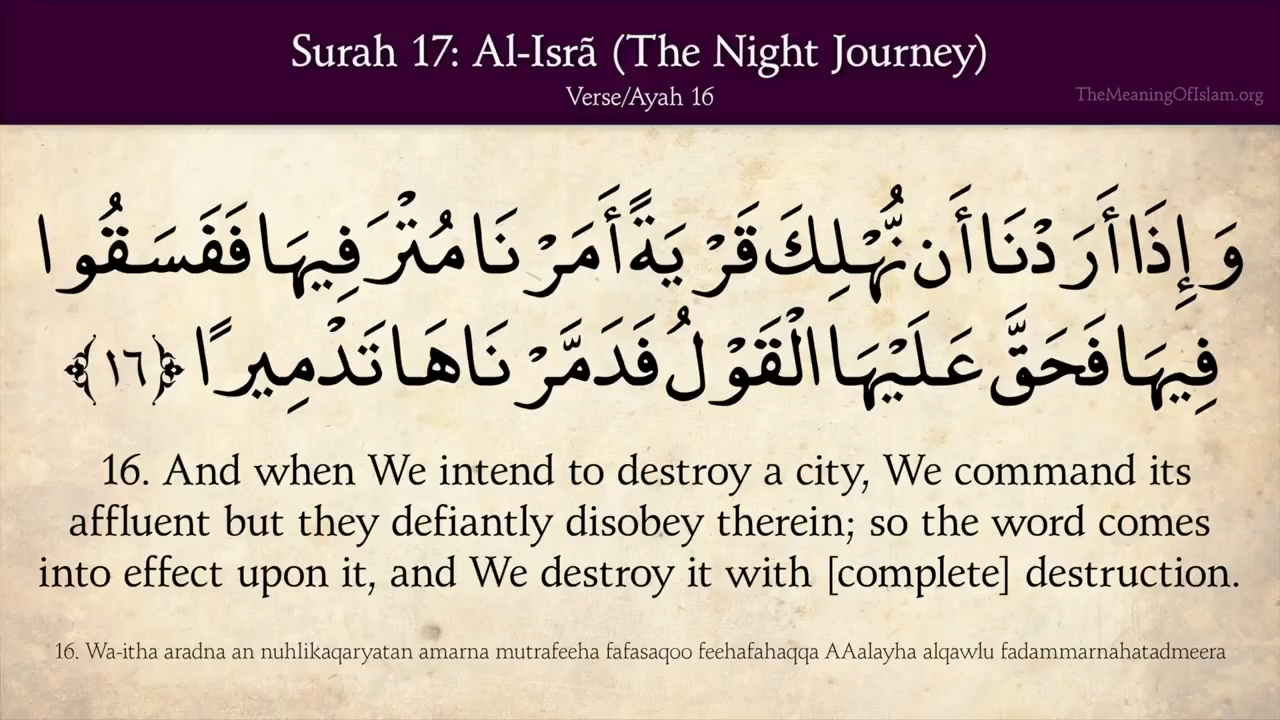 Surah 17: Al-Isrã (The Night Journey)
Verse/Ayah 16
TheMeaningOfIslam.org
وَإِذَا أَرَدْنَا أَن نُّهْلِكَ قَرْيَةً أَمَرْنَا مُتْرَفِيهَا فَفَسَقُوا
فِيهَا فَحَقَّ عَلَيْهَا الْقَوْلُ فَدَمَّرْنَاهَا تَدْمِيرًا ﴿١٦﴾
16. And when We intend to destroy a city, We command its
affluent but they defiantly disobey therein; so the word comes
into effect upon it, and We destroy it with [complete] destruction.
16. Wa-itha aradna an nuhlikaqaryatan amarna mutrafeeha fafasaqoo feehafahaqqa AAalayha alqawlu fadammarnahatadmeera